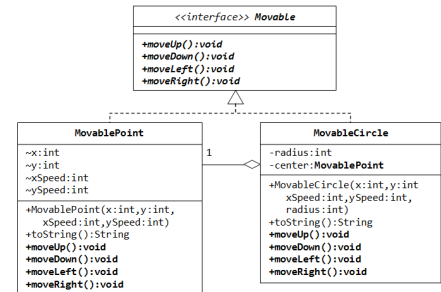 <<interface>> Movable
+moveUp():void
+moveDown():void
+moveLeft():void
+moveRight():void
MovablePoint
~x:int
~y:int
~xSpeed:int
~ySpeed:int
+MovablePoint(x:int,y:int,
xSpeed:int,ySpeed:int)
+toString():String
+moveUp():void
+moveDown():void
+moveLeft():void
+moveRight():void
1
MovableCircle
-radius:int
-center:MovablePoint
+MovableCircle(x:int,y:int
xSpeed:int,ySpeed:int,
radius:int)
+toString():String
+moveUp():void
+moveDown():void
+moveLeft():void
+moveRight():void